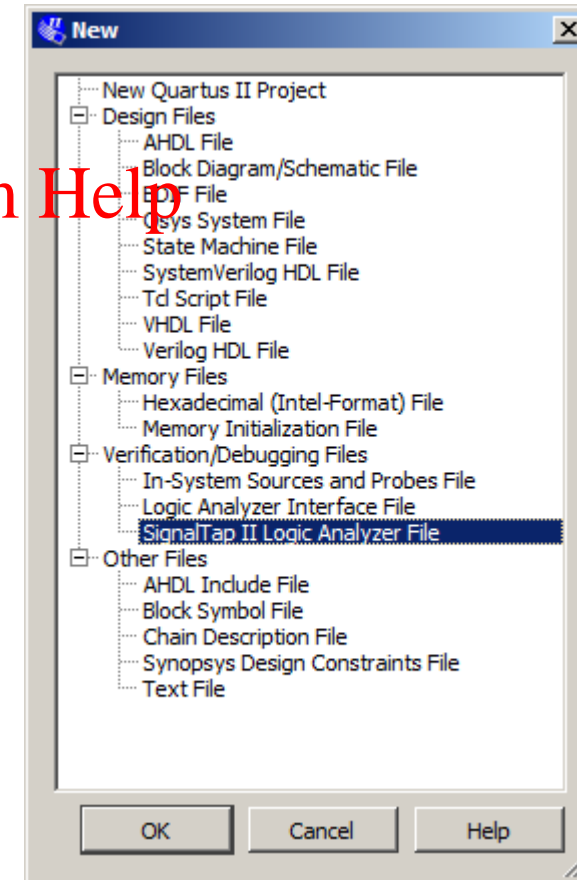 New
New Quartus II Project
Design Files
AHDL File
Block Diagram/Schematic File
n Help
EDIF File
Qsys System File
State Machine File
SystemVerilog HDL File
Tcl Script File
VHDL File
Verilog HDL File
Memory Files
Hexadecimal (Intel-Format) File
Memory Initialization File
Verification/Debugging Files
In-System Sources and Probes File
Logic Analyzer Interface File
SignalTap II Logic Analyzer File
Other Files
AHDL Include File
Block Symbol File
Chain Description File
Synopsys Design Constraints File
Text File
OK Cancel Help